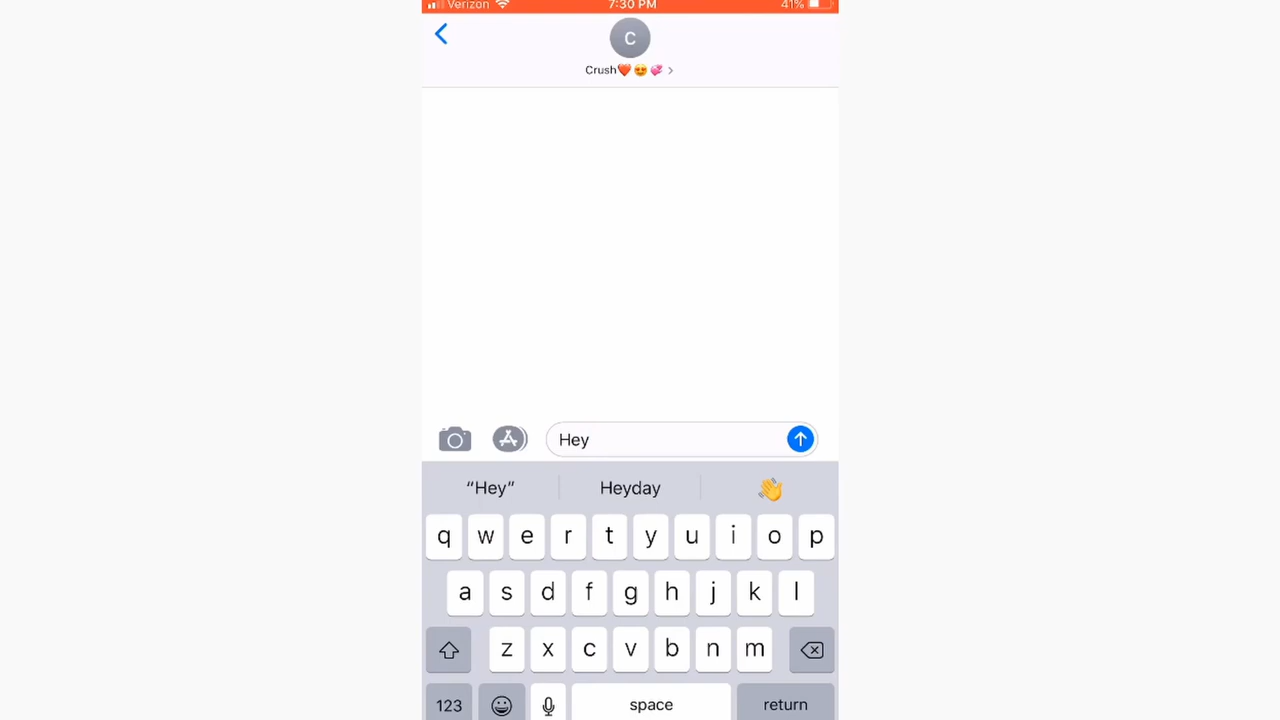 Verizon 7:30 PM 41%
C
Crush❤️😍💞 >
Hey
“Hey” Heyday 👋
q w e r t y u i o p
a s d f g h j k l
z x c v b n m
123 space return